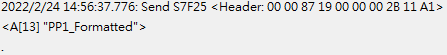 2022/2/24 14:56:37.776: Send S7F25 <Header: 00 00 87 19 00 00 00 2B 11 A1>
<A[13] "PP1_Formatted">
.